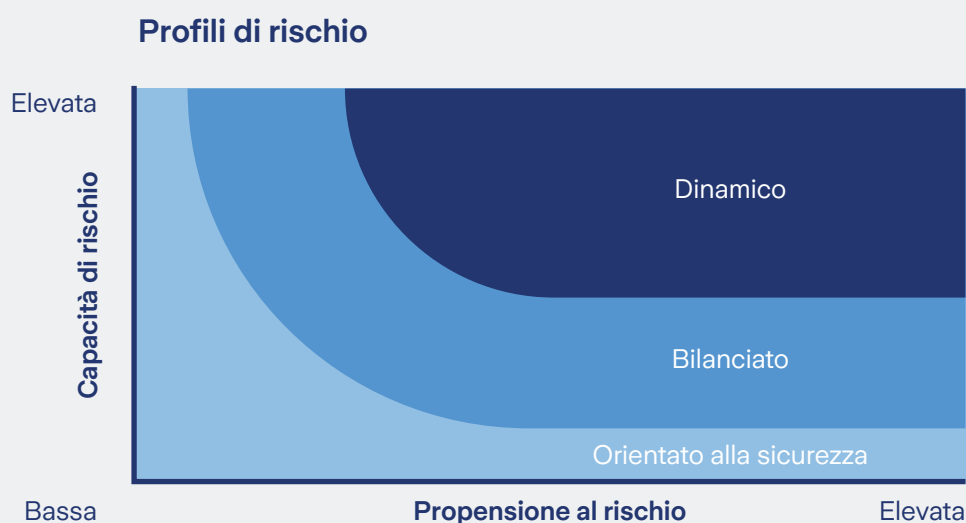 Profili di rischio
Elevata
Capacità di rischio
Dinamico
Bilanciato
Orientato alla sicurezza
Bassa
Propensione al rischio
Elevata